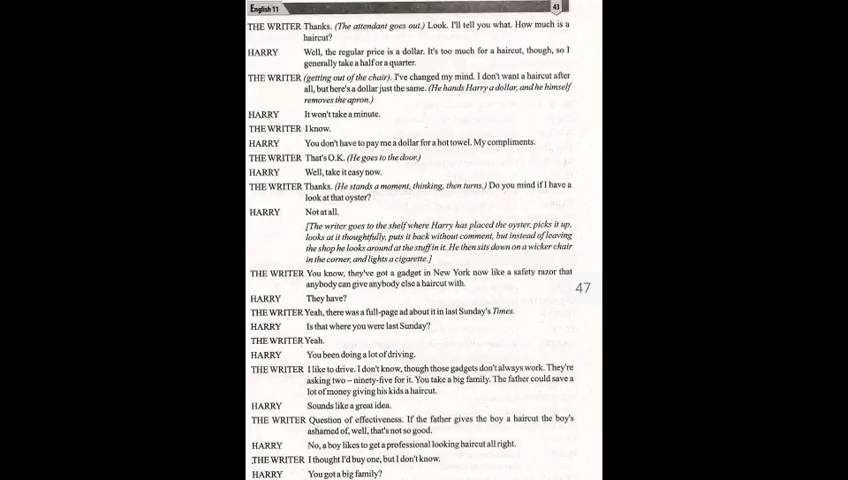 English 11
43
THE WRITER Thanks. (The attendant goes out.) Look. I'll tell you what. How much is a
haircut?
HARRY Well, the regular price is a dollar. It's too much for a haircut, though, so I
generally take a half or a quarter.
THE WRITER (getting out of the chair). I've changed my mind. I don't want a haircut after
all, but here's a dollar just the same. (He hands Harry a dollar, and he himself
removes the apron.)
HARRY It won't take a minute.
THE WRITER I know.
HARRY You don't have to pay me a dollar for a hot towel. My compliments.
THE WRITER That's O.K. (He goes to the door.)
HARRY Well, take it easy now.
THE WRITER Thanks. (He stands a moment, thinking, then turns.) Do you mind if I have a
look at that oyster?
HARRY Not at all.
[The writer goes to the shelf where Harry has placed the oyster, picks it up,
looks at it thoughtfully, puts it back without comment, but instead of leaving
the shop he looks around at the stuff in it. He then sits down on a wicker chair
in the corner, and lights a cigarette.]
THE WRITER You know, they've got a gadget in New York now like a safety razor that
anybody can give anybody else a haircut with.
47
HARRY They have?
THE WRITER Yeah, there was a full-page ad about it in last Sunday's Times.
HARRY Is that where you were last Sunday?
THE WRITER Yeah.
HARRY You been doing a lot of driving.
THE WRITER I like to drive. I don't know, though those gadgets don't always work. They're
asking two – ninety-five for it. You take a big family. The father could save a
lot of money giving his kids a haircut.
HARRY Sounds like a great idea.
THE WRITER Question of effectiveness. If the father gives the boy a haircut the boy's
ashamed of, well, that's not so good.
HARRY No, a boy likes to get a professional looking haircut all right.
THE WRITER I thought I'd buy one, but I don't know.
HARRY You got a big family?